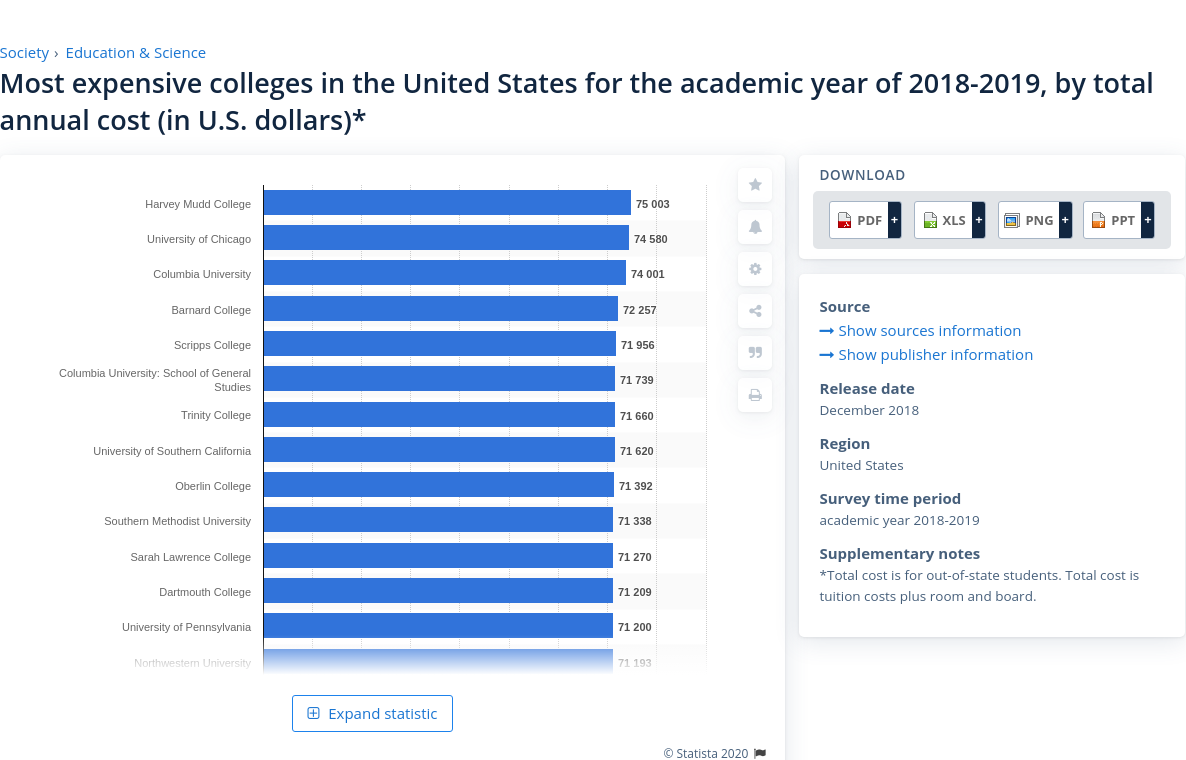 Society › Education & Science
Most expensive colleges in the United States for the academic year of 2018-2019, by total
annual cost (in U.S. dollars)*
Harvey Mudd College 75 003
University of Chicago 74 580
Columbia University 74 001
Barnard College 72 257
Scripps College 71 956
Columbia University: School of General
Studies 71 739
Trinity College 71 660
University of Southern California 71 620
Oberlin College 71 392
Southern Methodist University 71 338
Sarah Lawrence College 71 270
Dartmouth College 71 209
University of Pennsylvania 71 200
Northwestern University 71 193
Expand statistic
© Statista 2020
DOWNLOAD
PDF + XLS + PNG + PPT +
Source
Show sources information
Show publisher information
Release date
December 2018
Region
United States
Survey time period
academic year 2018-2019
Supplementary notes
*Total cost is for out-of-state students. Total cost is
tuition costs plus room and board.